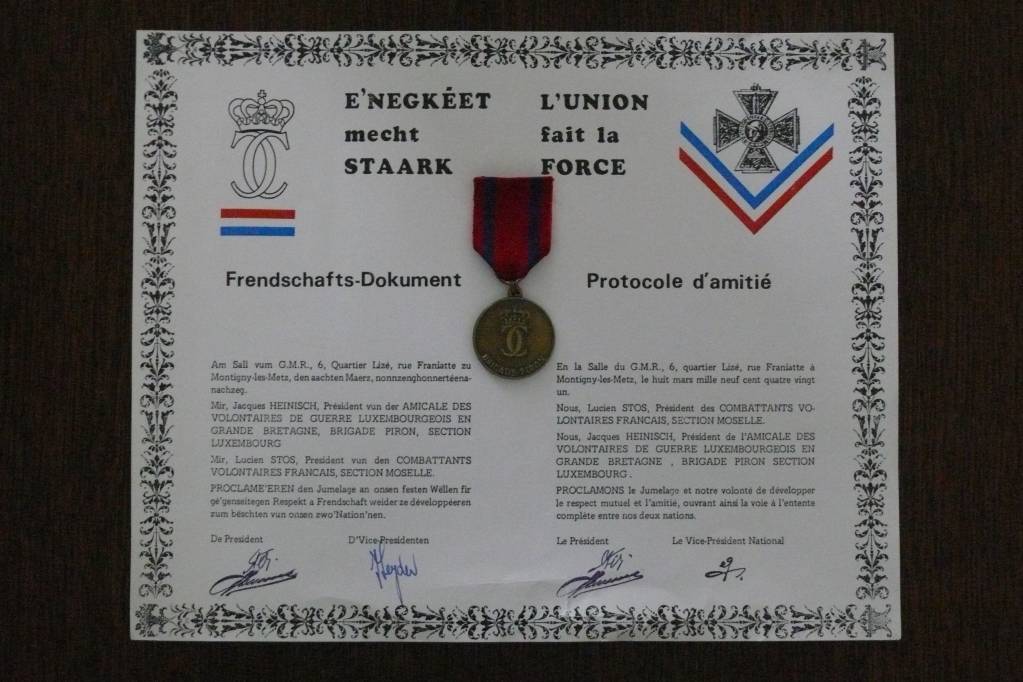 E'NEGKÉET
mecht
STAARK
L'UNION
fait la
FORCE
Frendschafts-Dokument
Protocole d'amitié
BRIGADE PIRON
Am Sall vum G.M.R., 6, Quartier Lizé, rue Franiatte zu
Montigny-les-Metz, den aachten Maerz, nonnzenghonnertéena-
nachzeg.
Mir, Jacques HEINISCH, Président vun der AMICALE DES
VOLONTAIRES DE GUERRE LUXEMBOURGEOIS EN
GRANDE BRETAGNE, BRIGADE PIRON, SECTION
LUXEMBOURG
Mir, Lucien STOS, President vun den COMBATTANTS
VOLONTAIRES FRANCAIS, SECTION MOSELLE.
PROCLAME'EREN den Jumelage an onsen festen Wëllen fir
gé'genseitegen Respekt a Frendschaft weider ze développéeren
zum bëschten vun onsen zwo'Nation'nen.
De President
D'Vice-Presidenten
En la Salle du G.M.R., 6, quartier Lizé, rue Franiatte à
Montigny-les-Metz, le huit mars mille neuf cent quatre vingt
un.
Nous, Lucien STOS, Président des COMBATTANTS VO-
LONTAIRES FRANCAIS, SECTION MOSELLE.
Nous, Jacques HEINISCH, Président de l'AMICALE DES
VOLONTAIRES DE GUERRE LUXEMBOURGEOIS EN
GRANDE BRETAGNE , BRIGADE PIRON SECTION
LUXEMBOURG .
PROCLAMONS le Jumelage et notre volonté de développer
le respect mutuel et l'amitié, ouvrant ainsi la voie à l'entente
complète entre nos deux nations.
Le Président
Le Vice-Président National